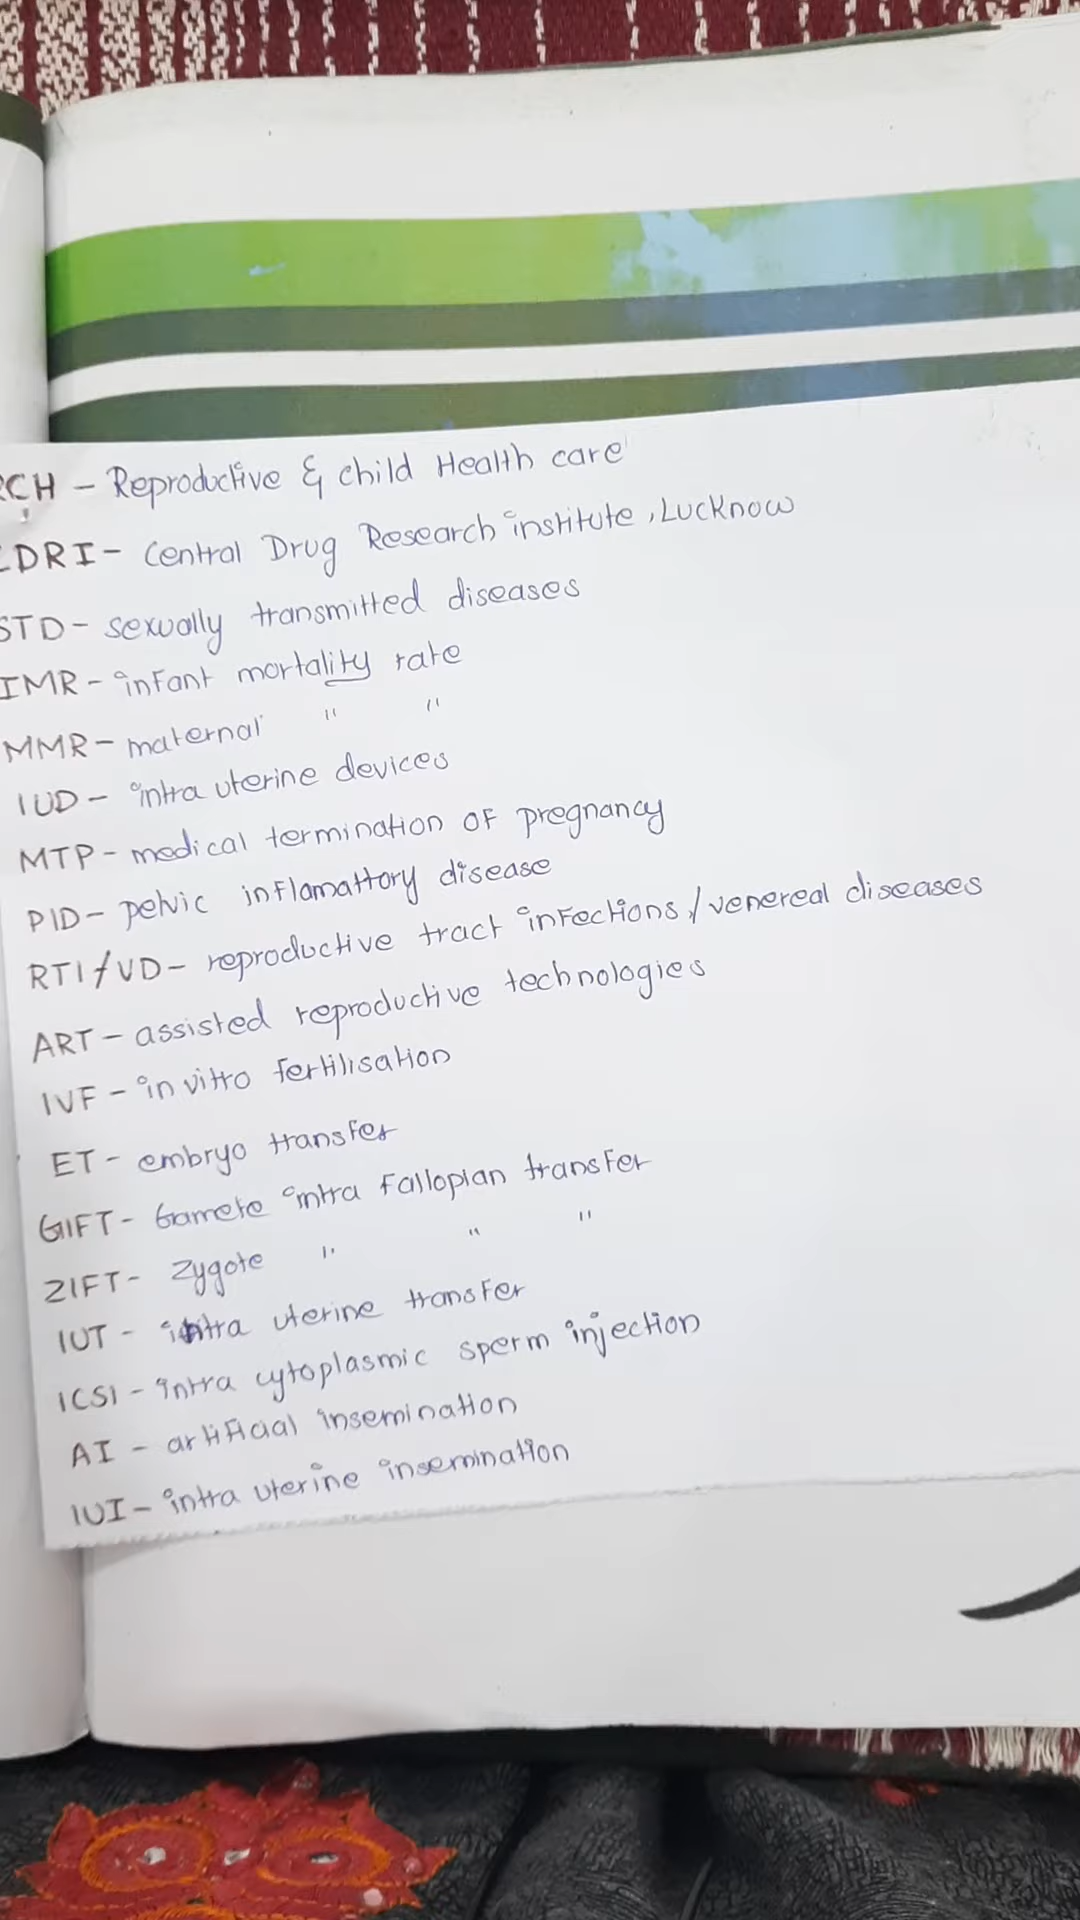 RCH - Reproductive & child Health care
CDRI - Central Drug Research institute, Lucknow
STD - sexually transmitted diseases
IMR - infant mortality rate
MMR - maternal " "
IUD - intra uterine devices
MTP - medical termination OF pregnancy
PID - pelvic inflamattory disease
RTI/VD - reproductive tract infections/venereal diseases
ART - assisted reproductive technologies
IVF - in vitro fertilisation
ET - embryo transfer
GIFT - Gamete intra Fallopian transfer
ZIFT - Zygote " " "
IUT - intra uterine transfer
ICSI - intra cytoplasmic sperm injection
AI - artificial insemination
IUI - intra uterine insemination